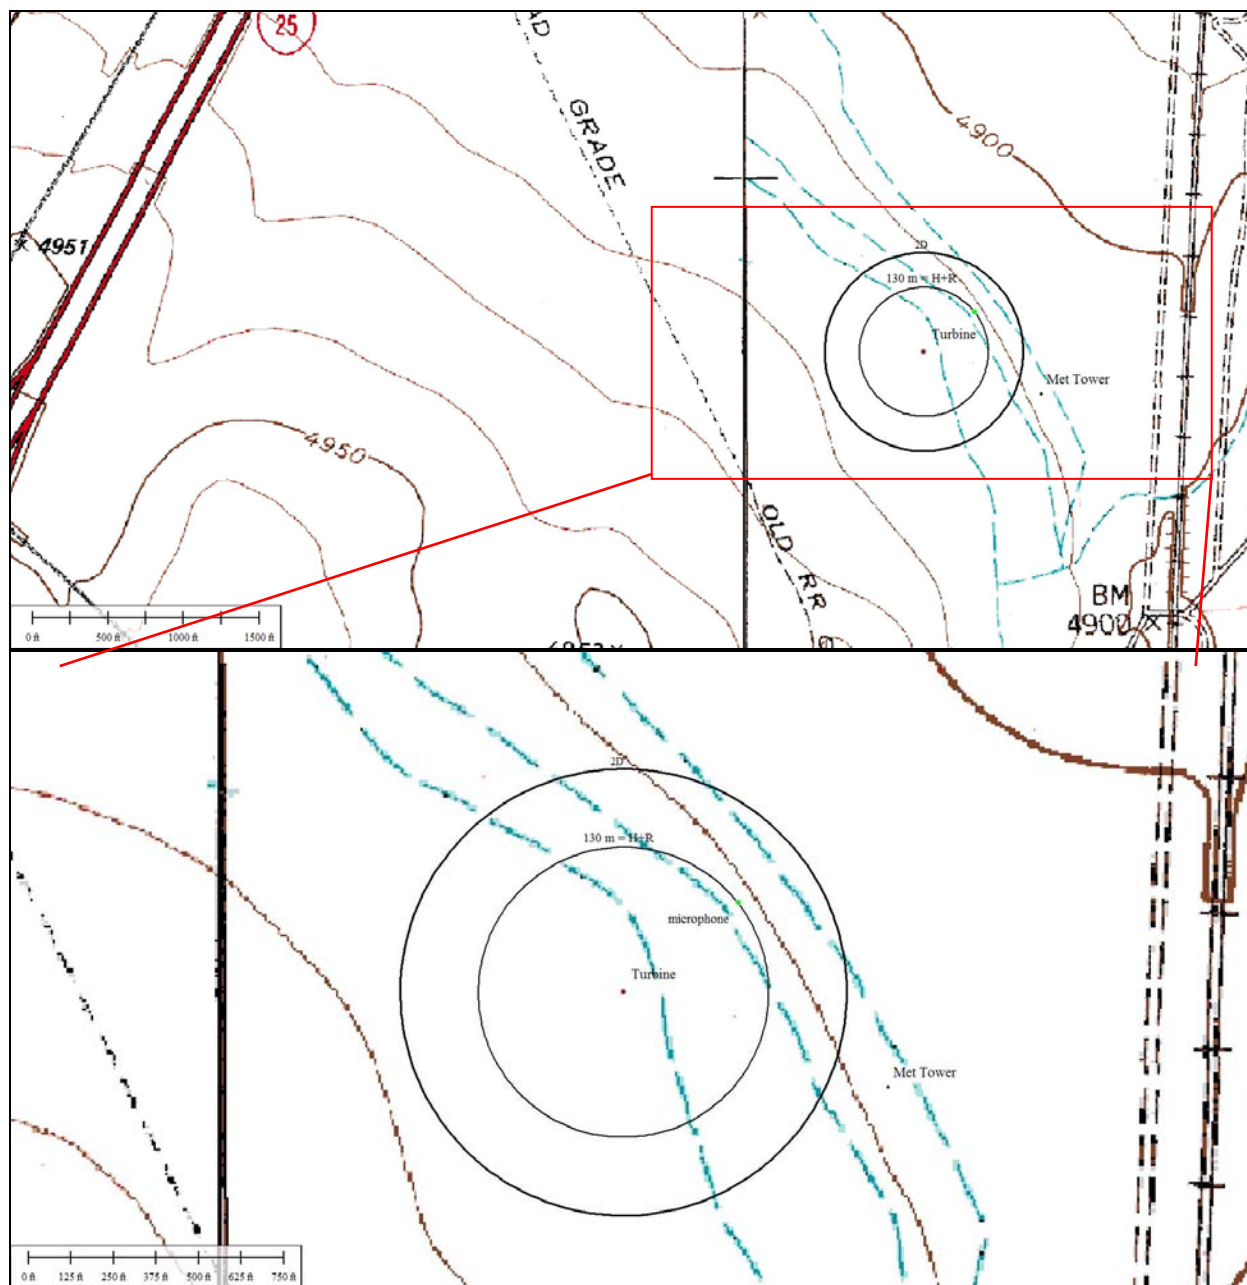 25
AD
GRADE
4900
4951
2D
130 m = H+R
Turbine
Met Tower
4950
OLD RR
BM
4900
0 ft 500 ft 1000 ft 1500 ft
2D
130 m = H+R
microphone
Turbine
Met Tower
0 ft 125 ft 250 ft 375 ft 500 ft 625 ft 750 ft